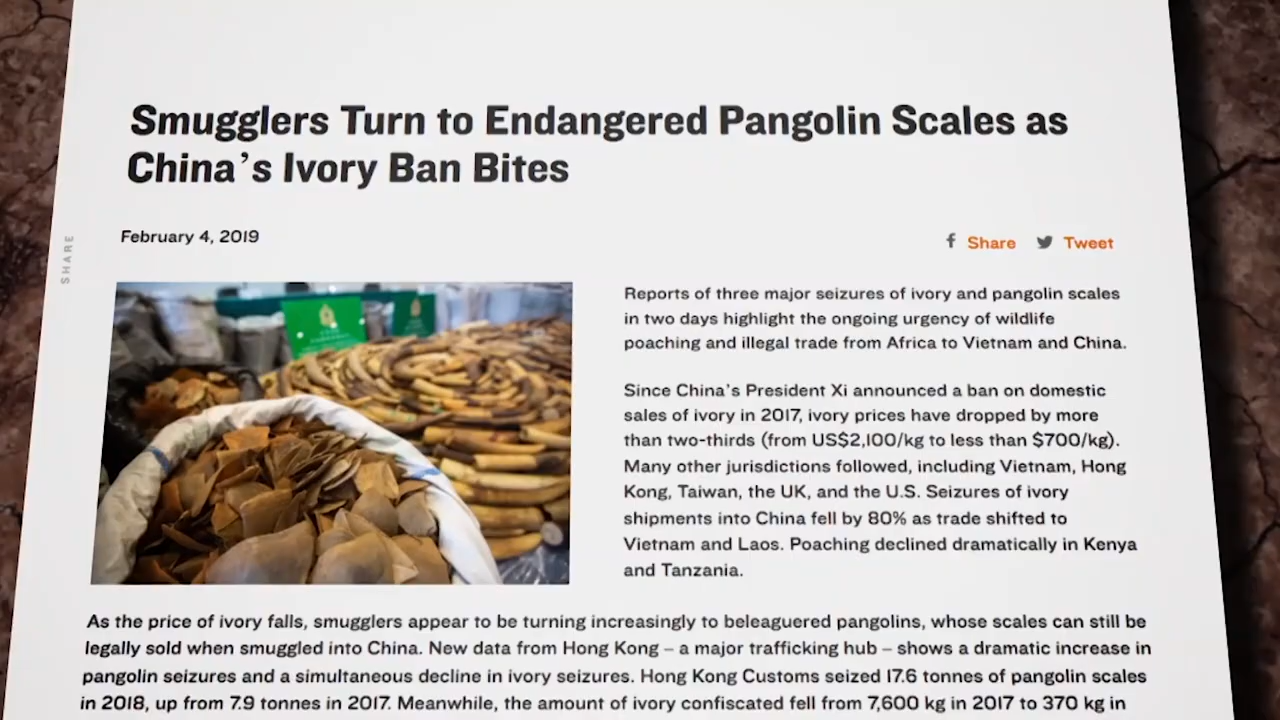 Smugglers Turn to Endangered Pangolin Scales as
China's Ivory Ban Bites
February 4, 2019
Share
Tweet
SHARE
Reports of three major seizures of ivory and pangolin scales
in two days highlight the ongoing urgency of wildlife
poaching and illegal trade from Africa to Vietnam and China.
Since China's President Xi announced a ban on domestic
sales of ivory in 2017, ivory prices have dropped by more
than two-thirds (from US$2,100/kg to less than $700/kg).
Many other jurisdictions followed, including Vietnam, Hong
Kong, Taiwan, the UK, and the U.S. Seizures of ivory
shipments into China fell by 80% as trade shifted to
Vietnam and Laos. Poaching declined dramatically in Kenya
and Tanzania.
As the price of ivory falls, smugglers appear to be turning increasingly to beleaguered pangolins, whose scales can still be
legally sold when smuggled into China. New data from Hong Kong – a major trafficking hub – shows a dramatic increase in
pangolin seizures and a simultaneous decline in ivory seizures. Hong Kong Customs seized 17.6 tonnes of pangolin scales
in 2018, up from 7.9 tonnes in 2017. Meanwhile, the amount of ivory confiscated fell from 7,600 kg in 2017 to 370 kg in